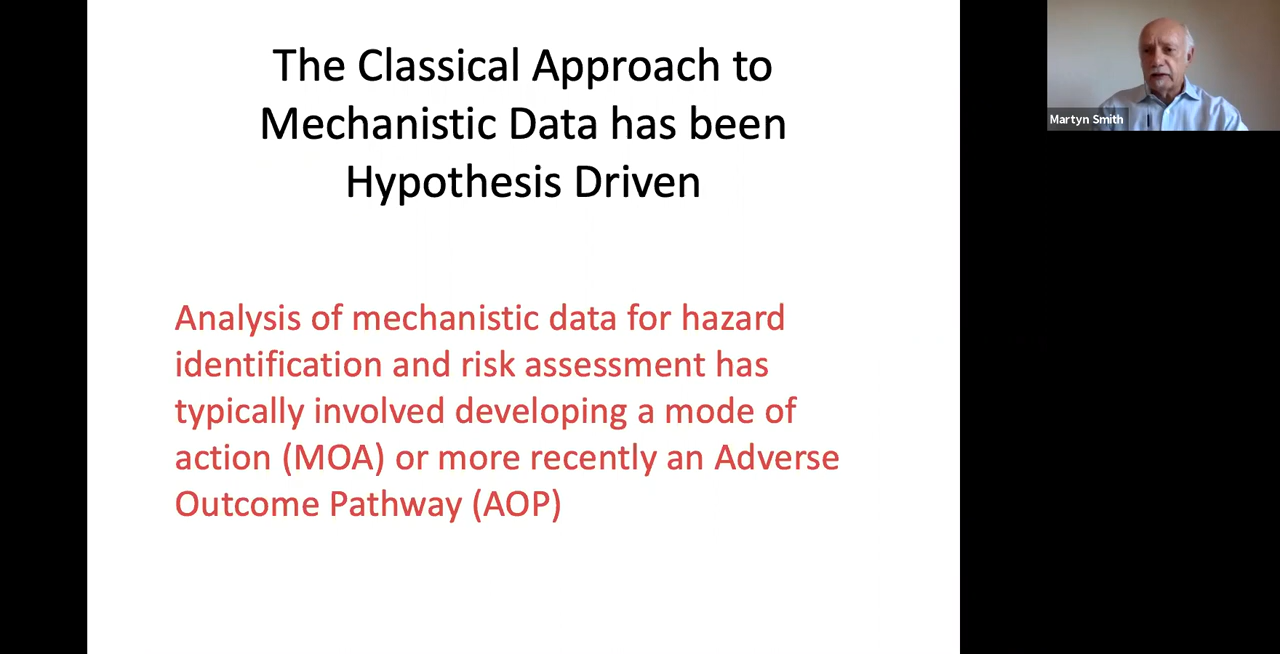 The Classical Approach to
Mechanistic Data has been
Hypothesis Driven
Analysis of mechanistic data for hazard
identification and risk assessment has
typically involved developing a mode of
action (MOA) or more recently an Adverse
Outcome Pathway (AOP)
Martyn Smith